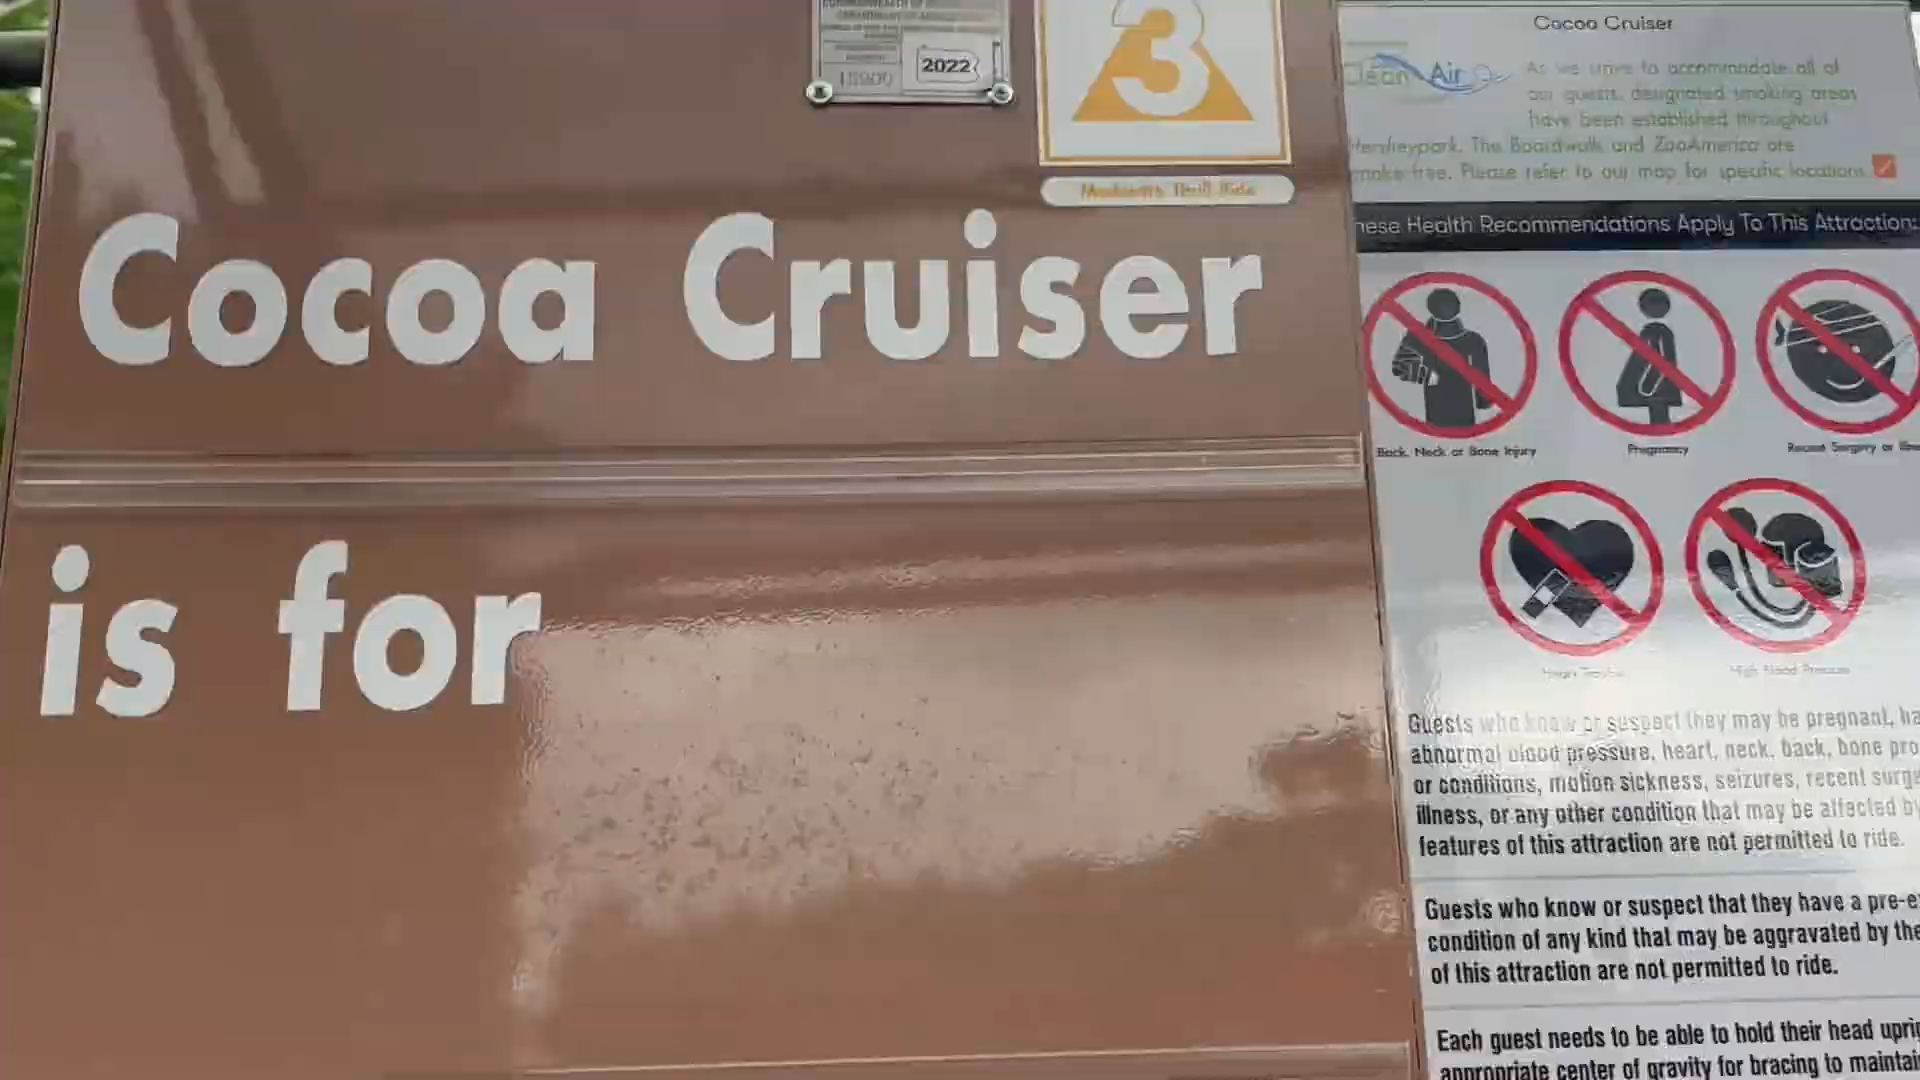 2022
3
Moderate Thrill Ride
Cocoa Cruiser
is for
Cocoa Cruiser
Clean Air
As we strive to accommodate all of
our guests, designated smoking areas
have been established throughout
Hersheypark. The Boardwalk and ZooAmerica are
smoke-free. Please refer to our map for specific locations.
hese Health Recommendations Apply To This Attraction:
Back, Neck or Bone Injury
Pregnancy
Recent Surgery or Illne
Heart Trouble
High Blood Pressure
Guests who know or suspect they may be pregnant, ha
abnormal blood pressure, heart, neck, back, bone pro
or conditions, motion sickness, seizures, recent surge
illness, or any other condition that may be affected by
features of this attraction are not permitted to ride.
Guests who know or suspect that they have a pre-e
condition of any kind that may be aggravated by the
of this attraction are not permitted to ride.
Each guest needs to be able to hold their head uprig
appropriate center of gravity for bracing to maintai